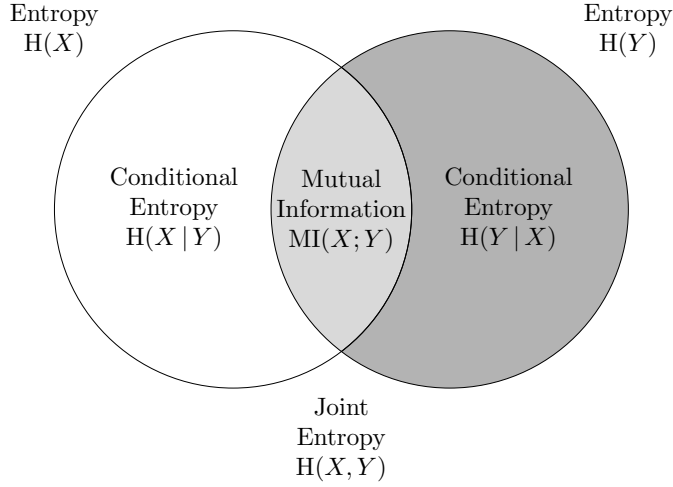 Entropy
H(X)
Entropy
H(Y)
Conditional
Entropy
H(X | Y)
Mutual
Information
MI(X; Y)
Conditional
Entropy
H(Y | X)
Joint
Entropy
H(X, Y)